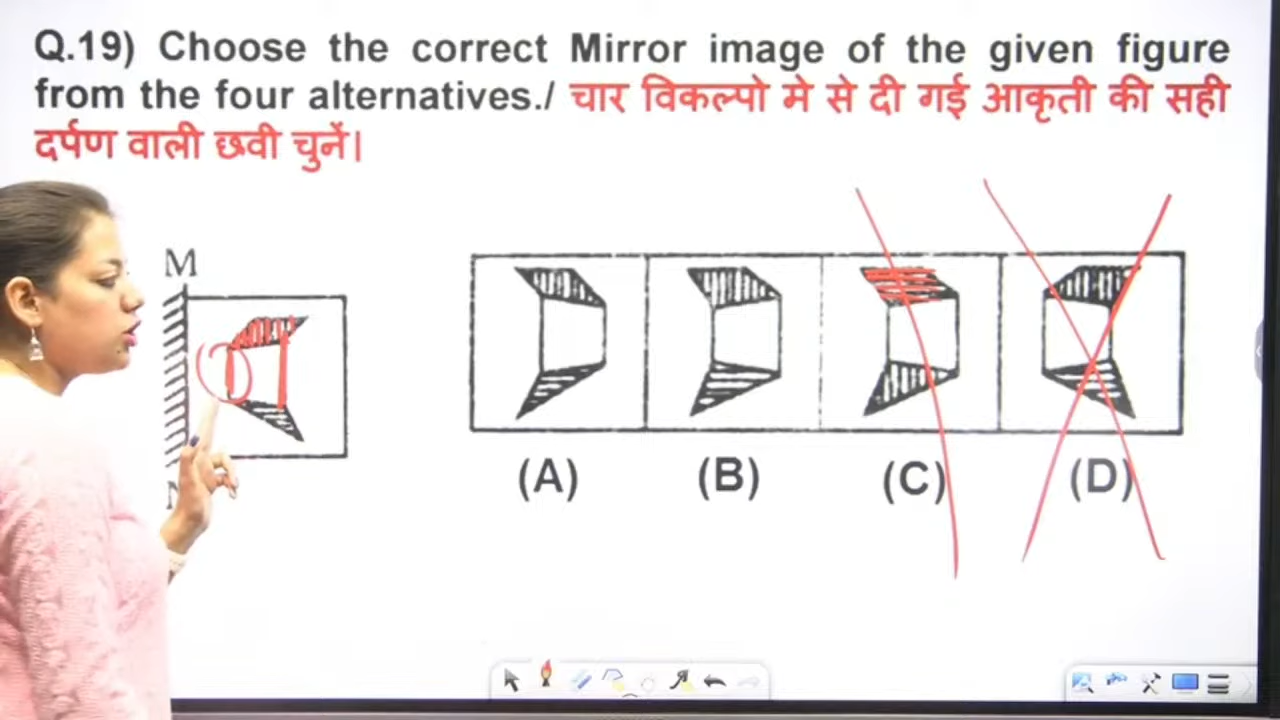 Q.19) Choose the correct Mirror image of the given figure
from the four alternatives./ चार विकल्पो मे से दी गई आकृती की सही
दर्पण वाली छवी चुनें।
M
(A) (B) (C) (D)